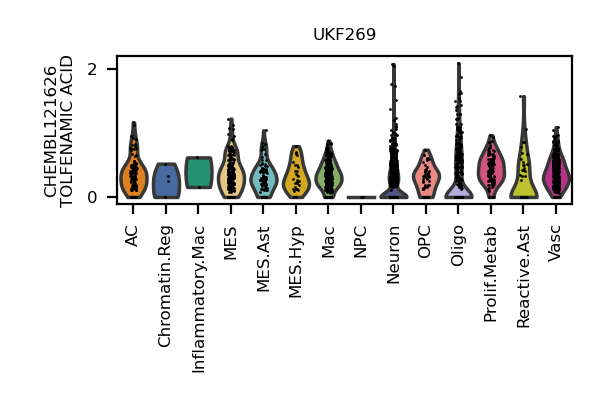 UKF269
CHEMBL121626
TOLFENAMIC ACID
2
0
AC
Chromatin.Reg
Inflammatory.Mac
MES
MES.Ast
MES.Hyp
Mac
NPC
Neuron
OPC
Oligo
Prolif.Metab
Reactive.Ast
Vasc